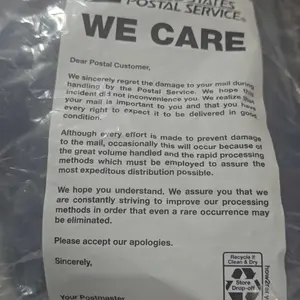 STATES
POSTAL SERVICE®
WE CARE
Dear Postal Customer,
We sincerely regret the damage to your mail during
handling by the Postal Service. We hope this
incident did not inconvenience you. We realize that
your mail is important to you and that you have
every right to expect it to be delivered in good
condition.
Although every effort is made to prevent damage
to the mail, occasionally this will occur because of
the great volume handled and the rapid processing
methods which must be employed to assure the
most expeditous distribution possible.
We hope you understand. We assure you that we
are constantly striving to improve our processing
methods in order that even a rare occurrence may
be eliminated.
Please accept our apologies.
Sincerely,
Your Postmaster
Recycle if
Clean & Dry
Store
Drop-off
how2recycle